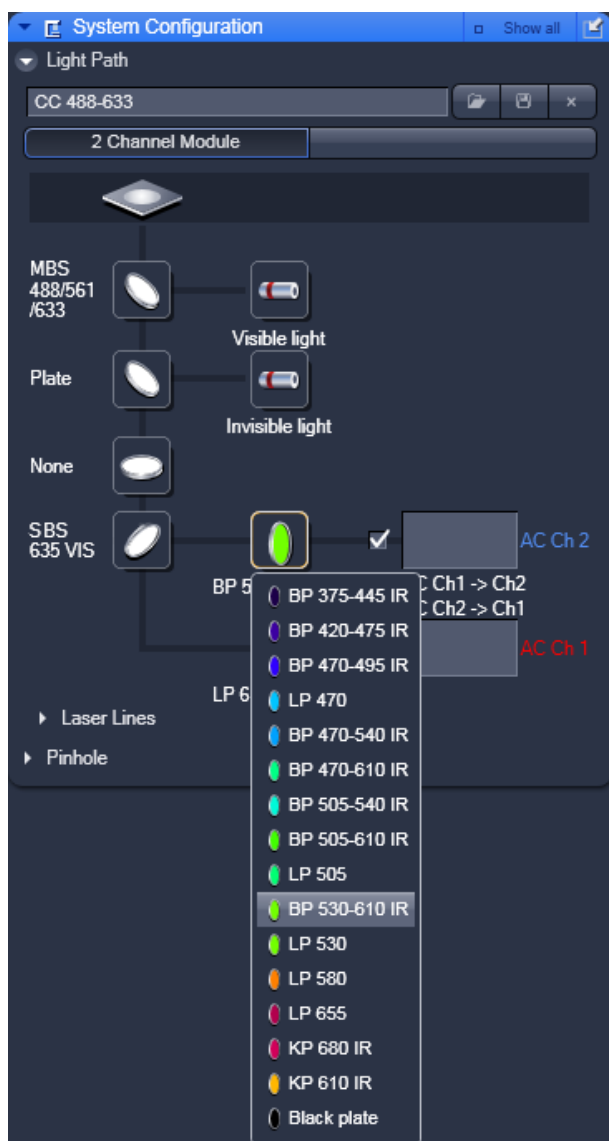 System Configuration
Show all
Light Path
CC 488-633
2 Channel Module
MBS
488/561
/633
Visible light
Plate
Invisible light
None
SBS
635 VIS
AC Ch 2
BP 5
C Ch1 -> Ch2
C Ch2 -> Ch1
AC Ch 1
LP 6
BP 375-445 IR
BP 420-475 IR
BP 470-495 IR
LP 470
BP 470-540 IR
BP 470-610 IR
BP 505-540 IR
BP 505-610 IR
LP 505
BP 530-610 IR
LP 530
LP 580
LP 655
KP 680 IR
KP 610 IR
Black plate
Laser Lines
Pinhole